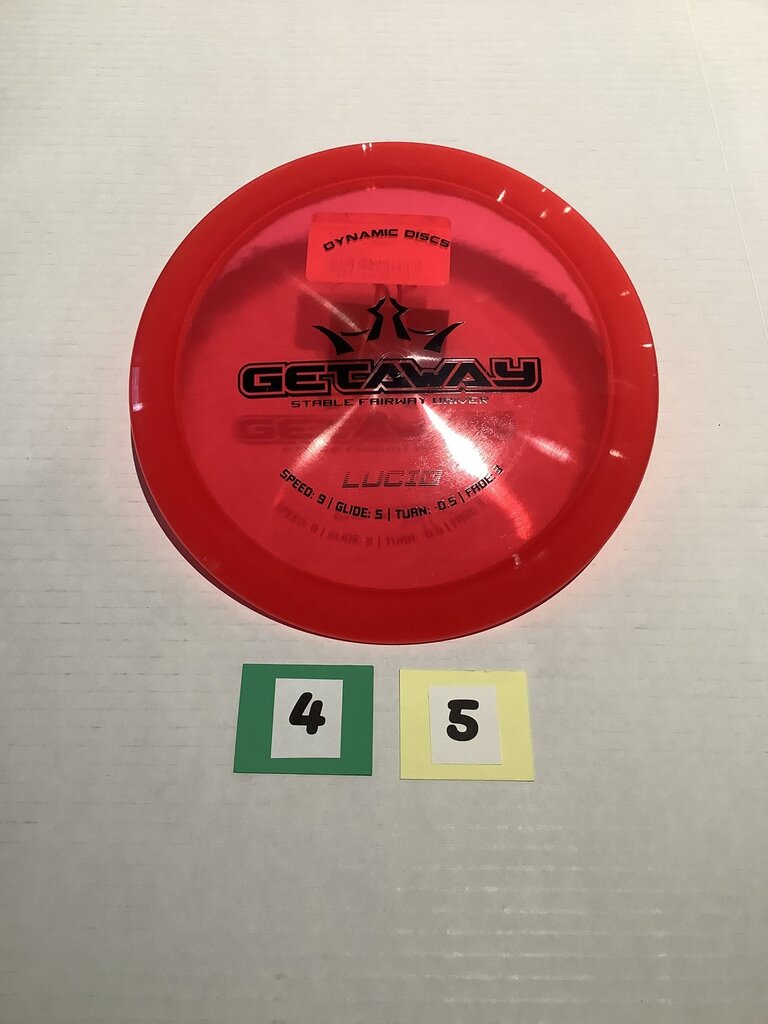 DYNAMIC DISCS
GETAWAY
STABLE FAIRWAY DRIVER
LUCID
SPEED: 9 | GLIDE: 5 | TURN: -0.5 | FADE: 3
4 5